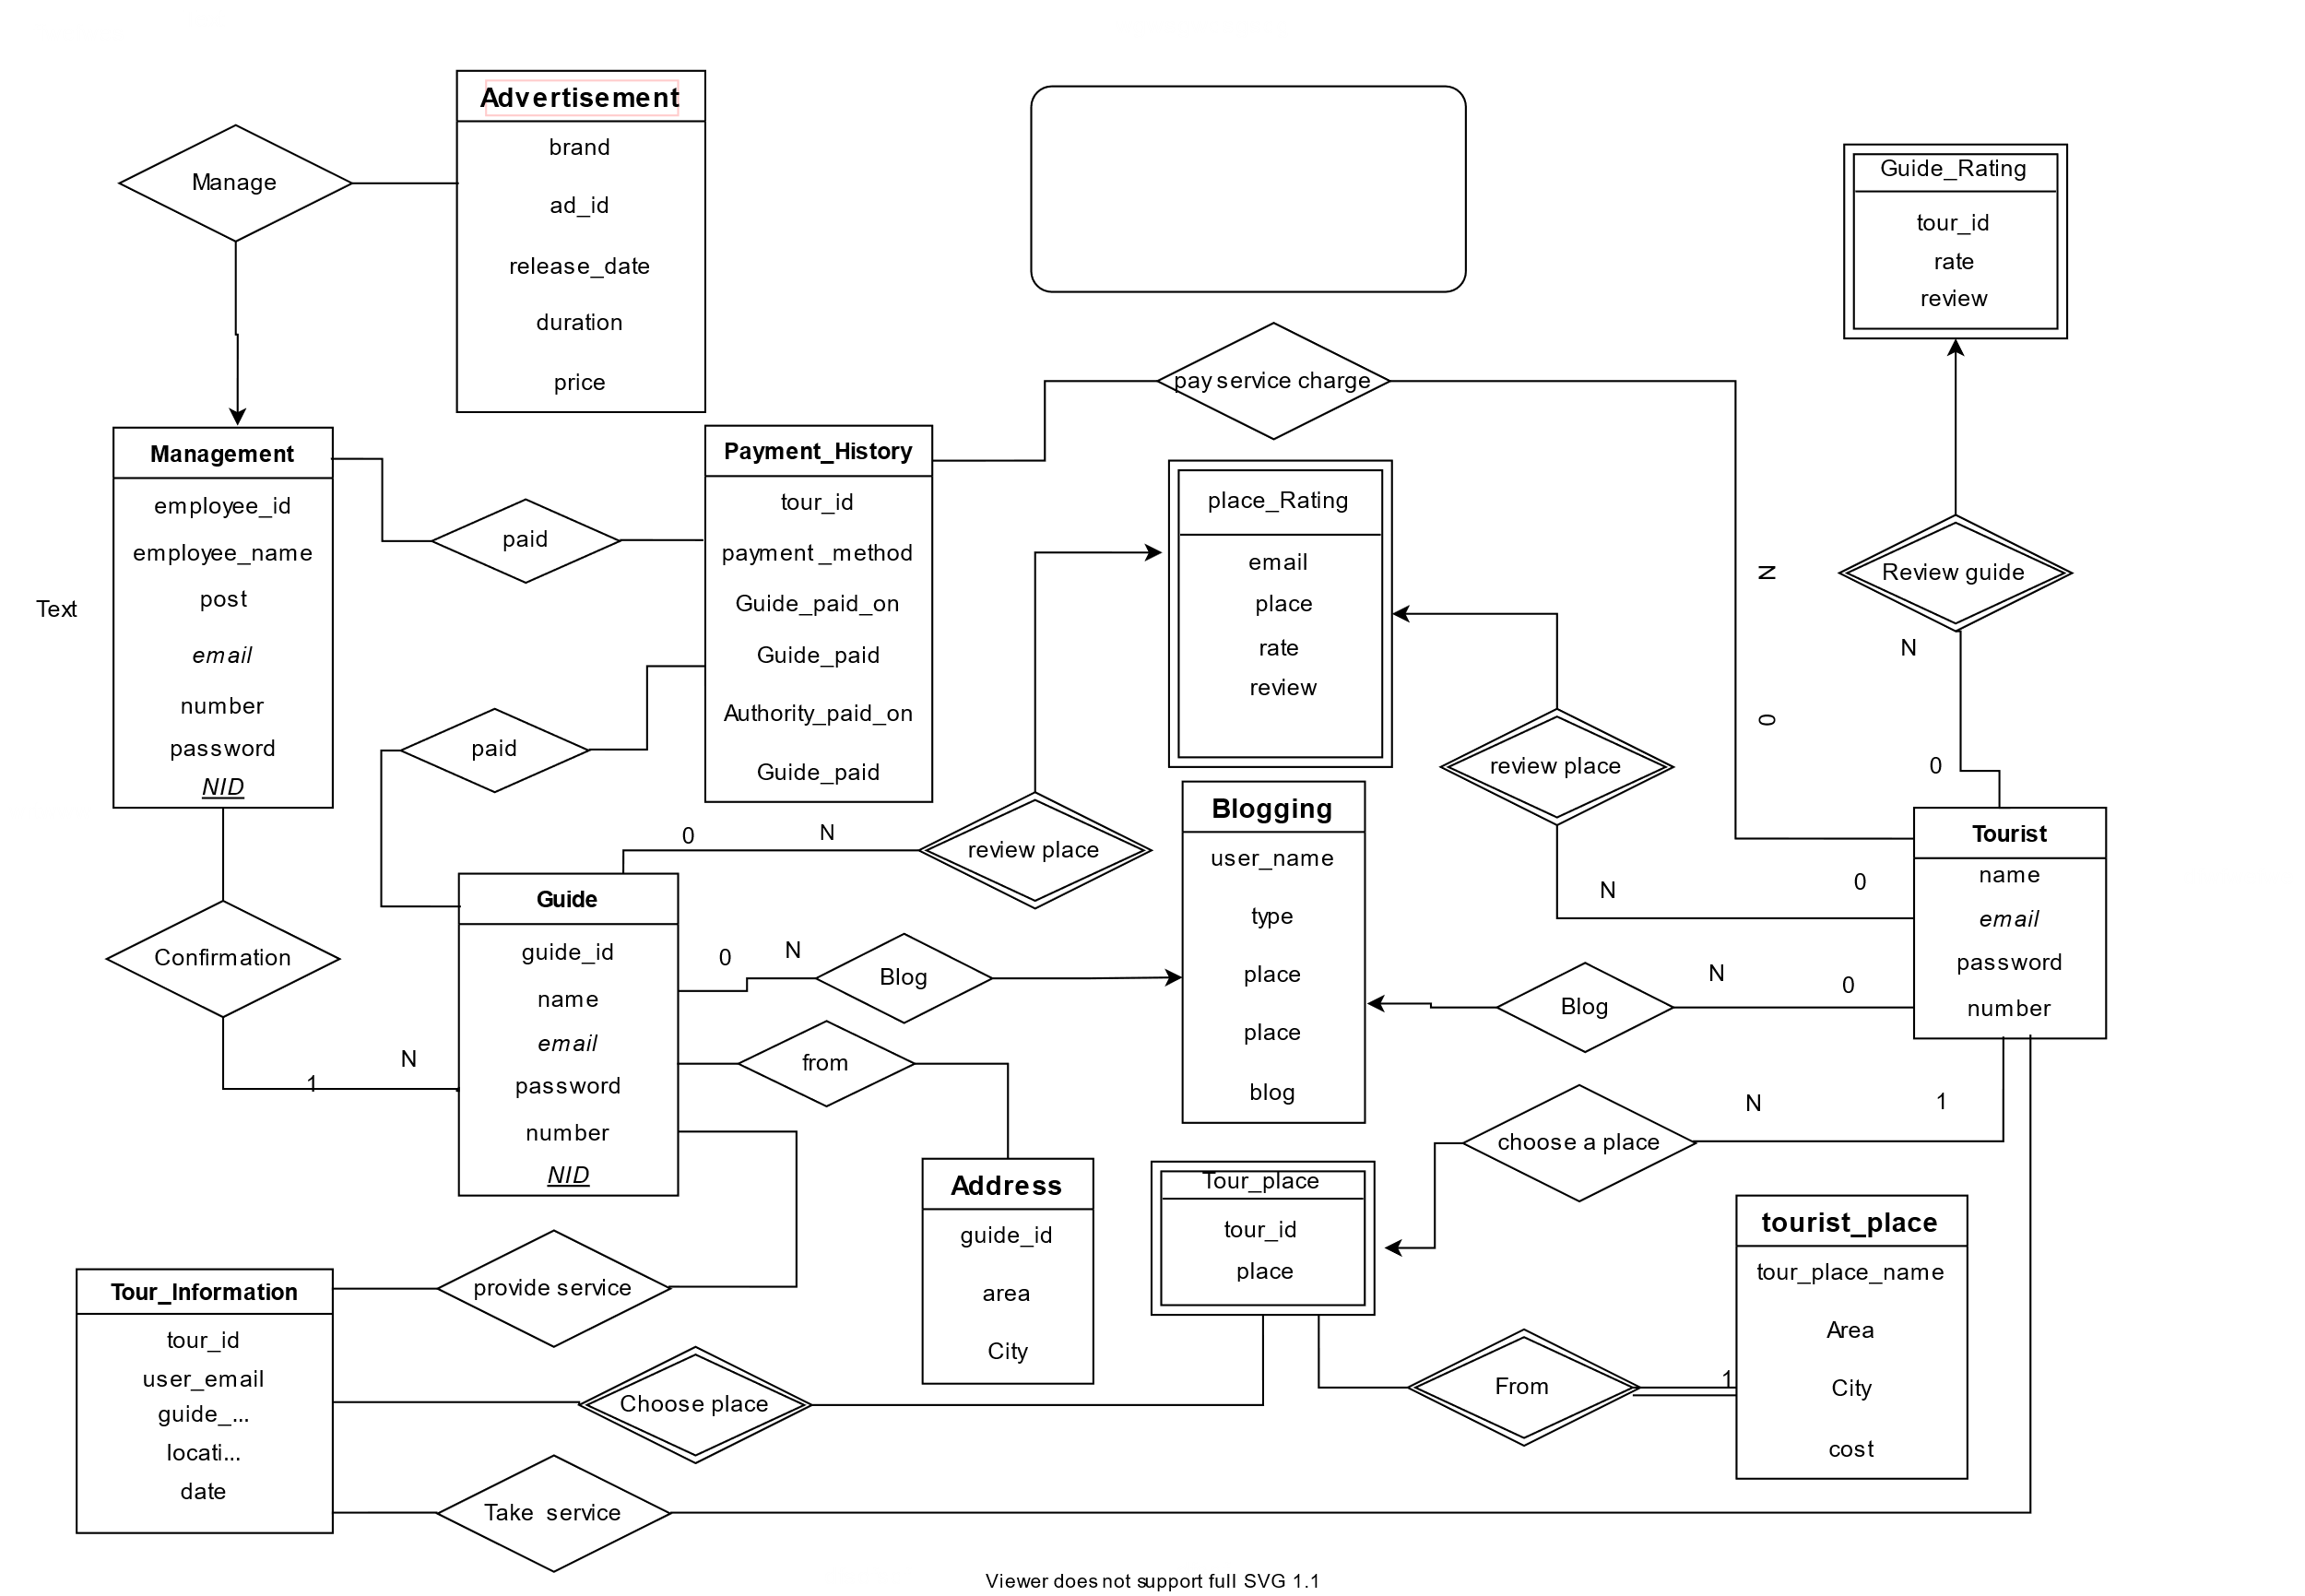 Advertisement
brand
ad_id
release_date
duration
price
Manage
Guide_Rating
tour_id
rate
review
pay service charge
Management
employee_id
employee_name
post
email
number
password
NID
Text
paid
Payment_History
tour_id
payment_method
Guide_paid_on
Guide_paid
Authority_paid_on
Guide_paid
place_Rating
email
place
rate
review
N
0
Review guide
N
0
paid
review place
0
N
review place
N
0
Blogging
user_name
type
place
place
blog
Tourist
name
email
password
number
Guide
guide_id
name
email
password
number
NID
Confirmation
1
N
0
N
Blog
Blog
N
0
from
choose a place
N
1
Address
guide_id
area
City
Tour_place
tour_id
place
tourist_place
tour_place_name
Area
City
cost
Tour_Information
tour_id
user_email
guide_...
locati...
date
provide service
Choose place
From
1
Take service
Viewer does not support full SVG 1.1